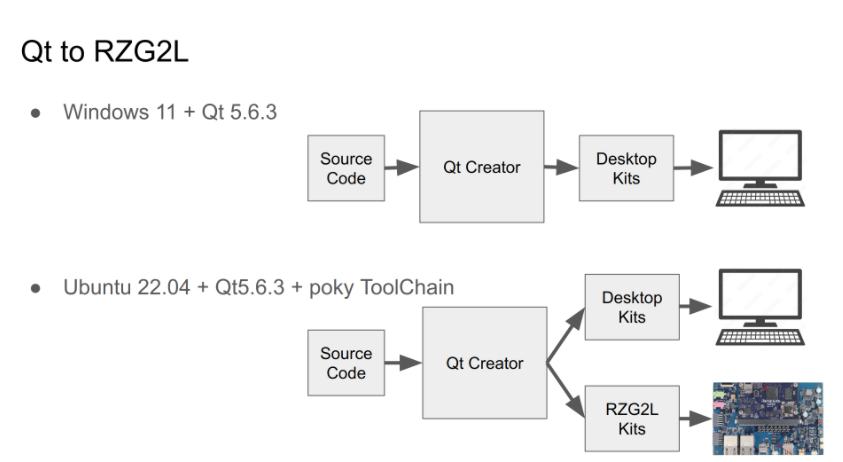 Qt to RZG2L
● Windows 11 + Qt 5.6.3
Source
Code
Qt Creator
Desktop
Kits
● Ubuntu 22.04 + Qt5.6.3 + poky ToolChain
Source
Code
Qt Creator
Desktop
Kits
RZG2L
Kits